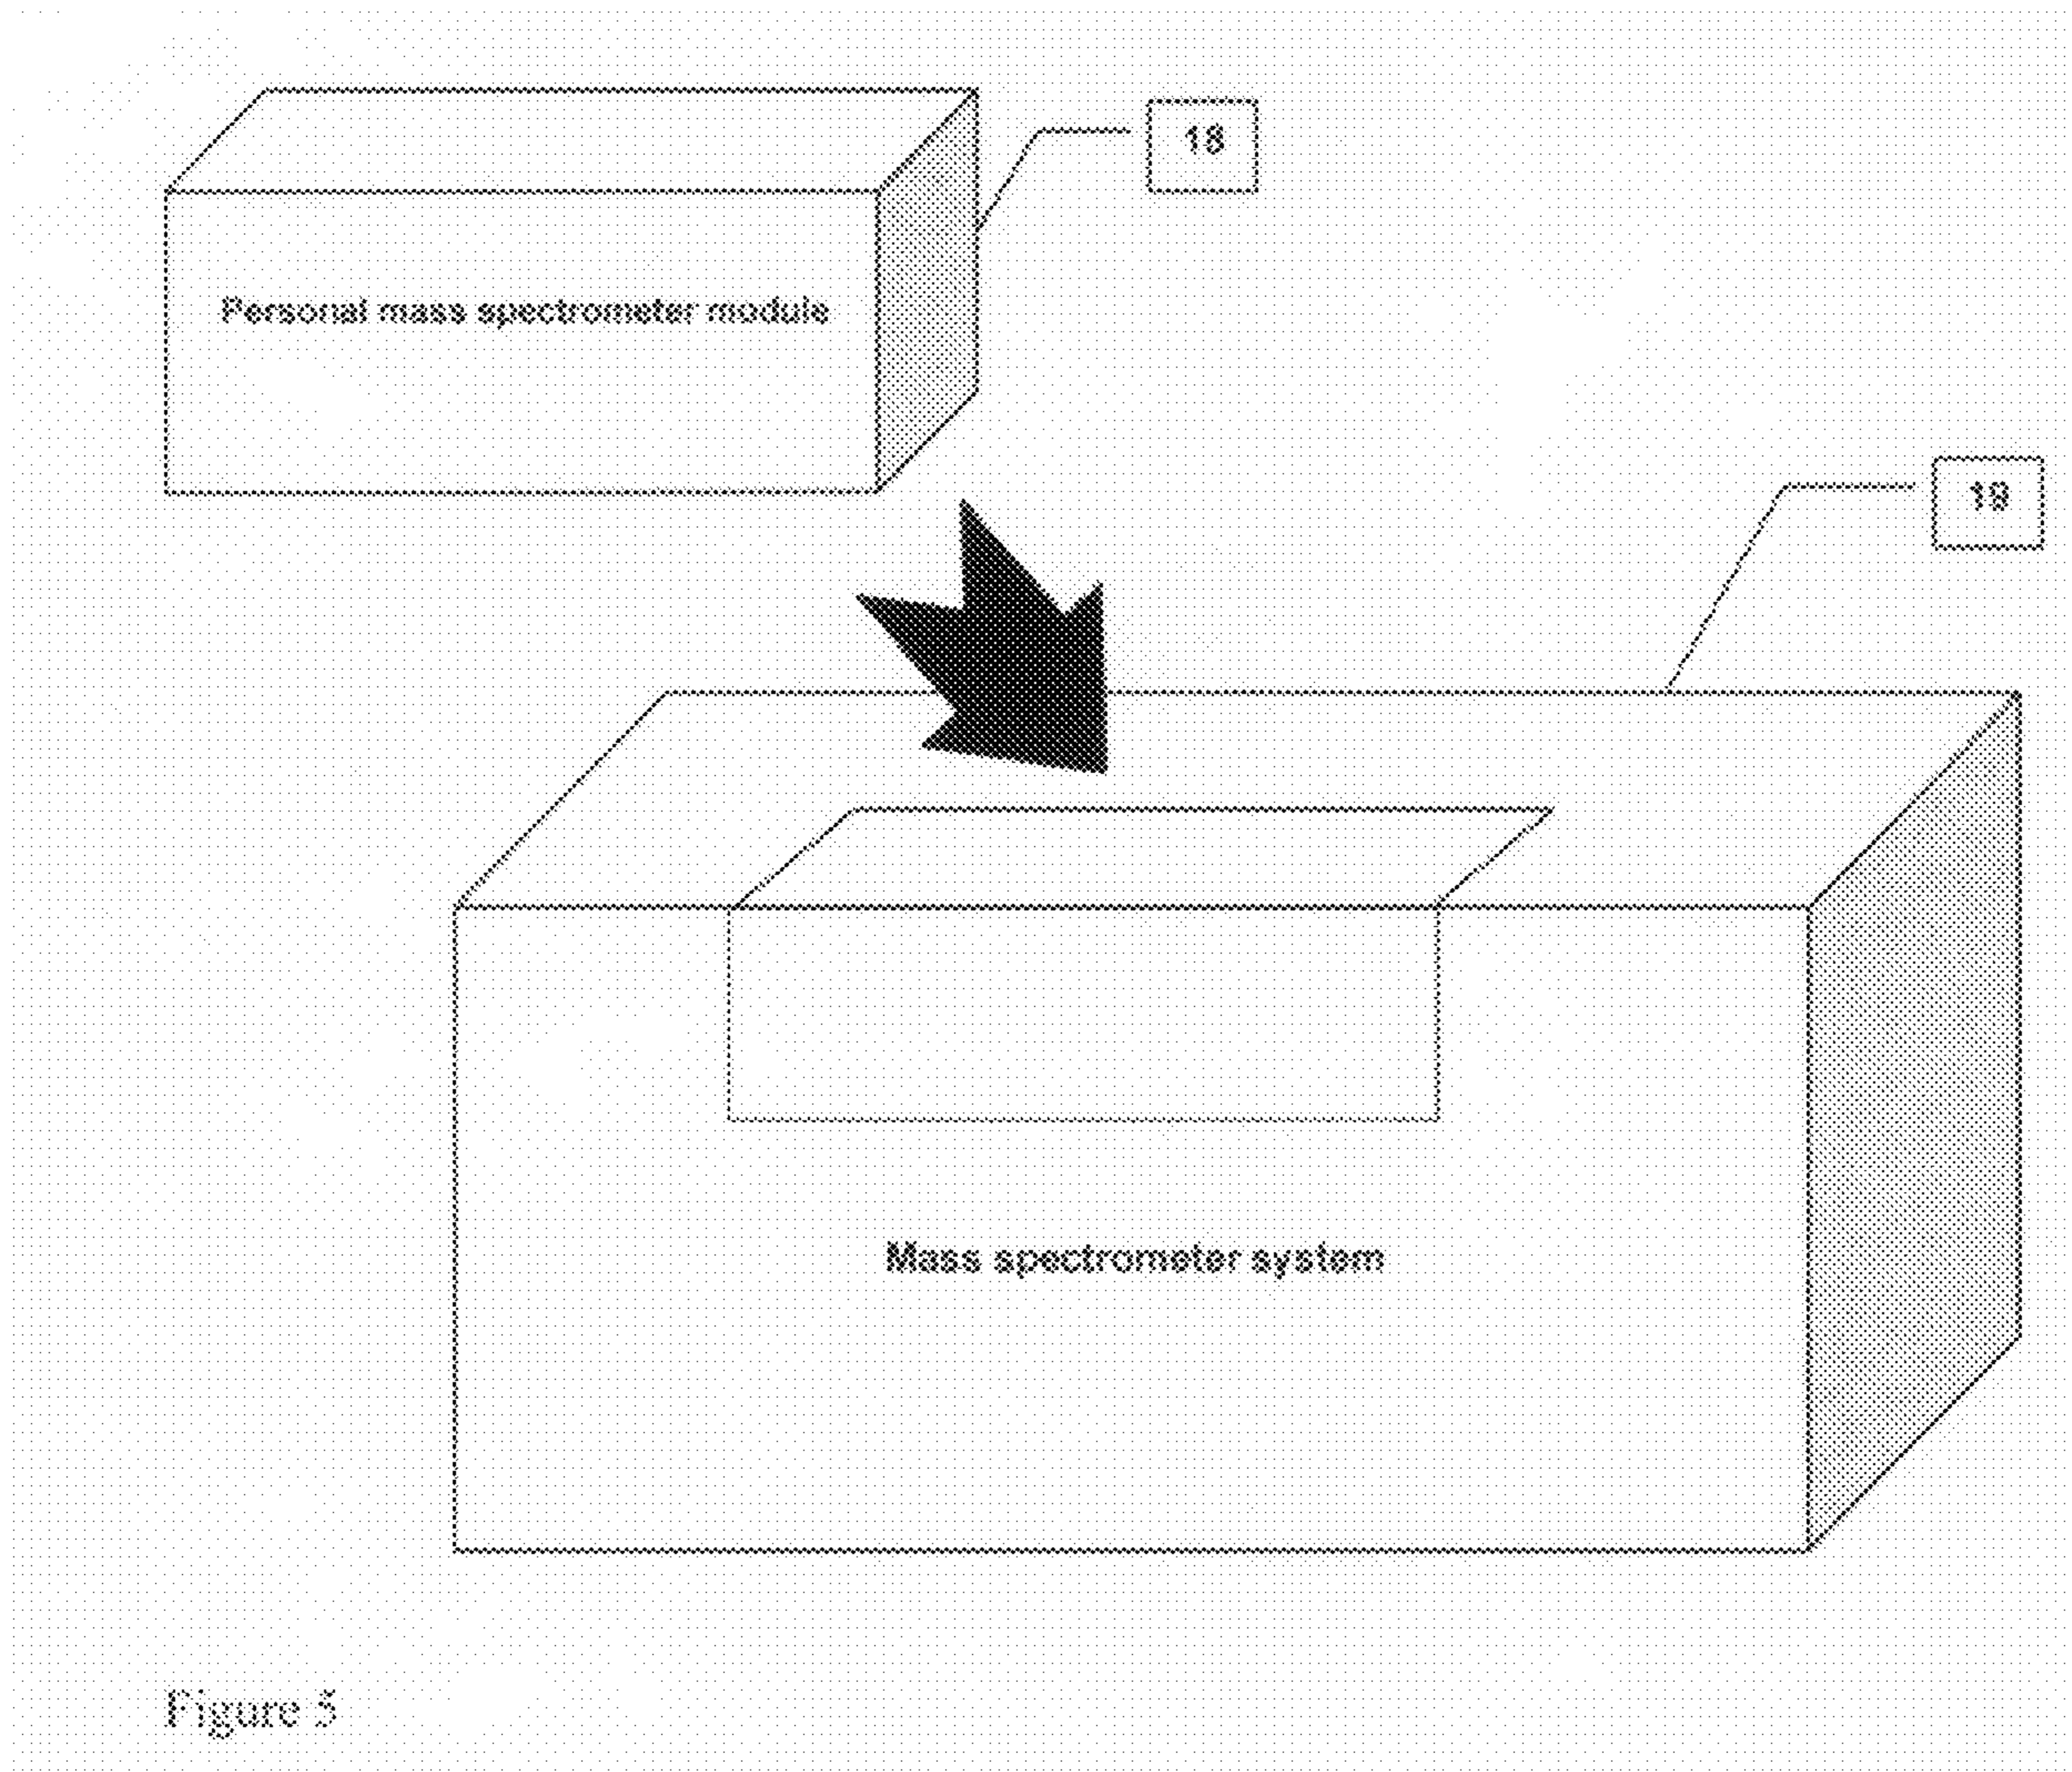 18
Personal mass spectrometer module
19
Mass spectrometer system
Figure 5